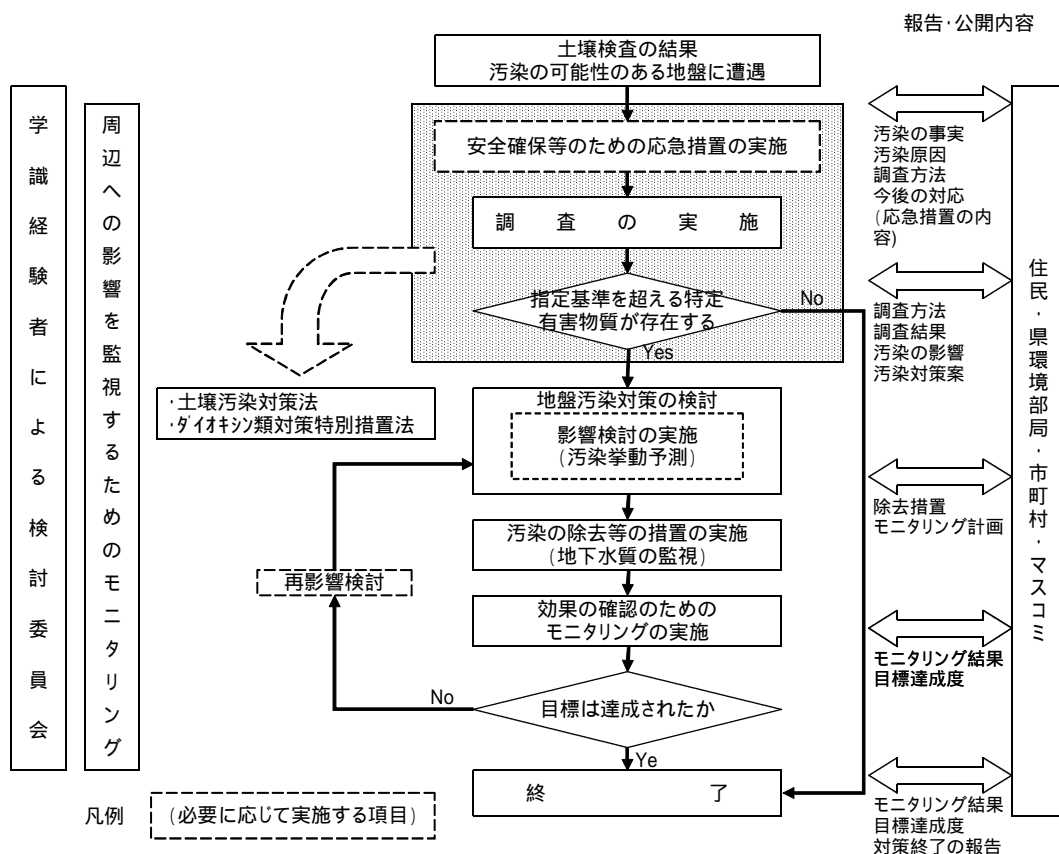 報告・公開内容
土壌検査の結果
汚染の可能性のある地盤に遭遇
学識経験者による検討委員会
周辺への影響を監視するためのモニタリング
安全確保等のための応急措置の実施
調査の実施
指定基準を超える特定
有害物質が存在する
No
Yes
・土壌汚染対策法
・ダイオキシン類対策特別措置法
地盤汚染対策の検討
影響検討の実施
(汚染挙動予測)
汚染の除去等の措置の実施
(地下水質の監視)
再影響検討
効果の確認のための
モニタリングの実施
No
目標は達成されたか
Ye
終了
汚染の事実
汚染原因
調査方法
今後の対応
(応急措置の内
容)
調査方法
調査結果
汚染の影響
汚染対策案
除去措置
モニタリング計画
モニタリング結果
目標達成度
モニタリング結果
目標達成度
対策終了の報告
住民・県環境部局・市町村・マスコミ
凡例
(必要に応じて実施する項目)